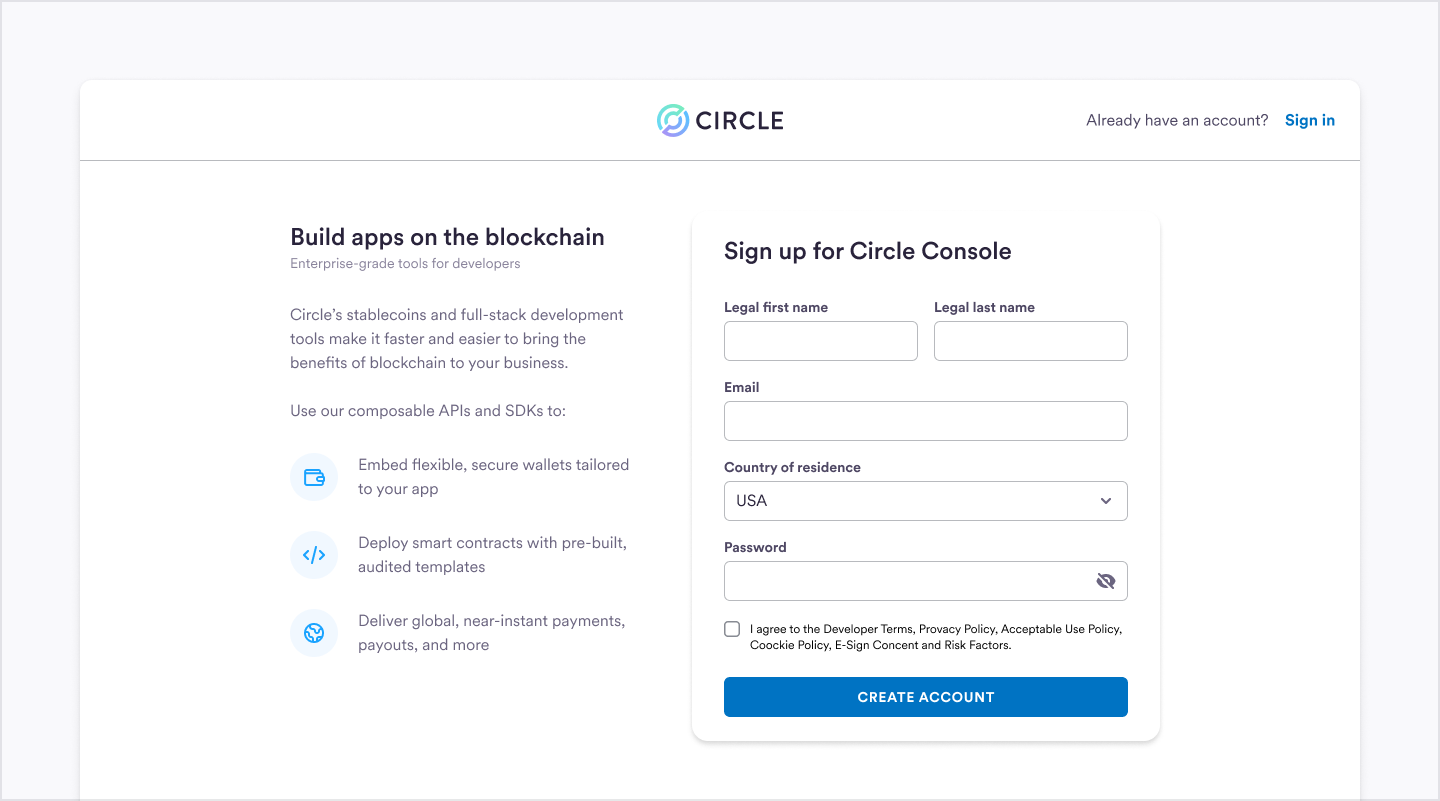 CIRCLE
Already have an account? Sign in
Build apps on the blockchain
Enterprise-grade tools for developers
Circle’s stablecoins and full-stack development
tools make it faster and easier to bring the
benefits of blockchain to your business.
Use our composable APIs and SDKs to:
Embed flexible, secure wallets tailored
to your app
Deploy smart contracts with pre-built,
audited templates
Deliver global, near-instant payments,
payouts, and more
Sign up for Circle Console
Legal first name
Legal last name
Email
Country of residence
USA
Password
I agree to the Developer Terms, Provacy Policy, Acceptable Use Policy,
Coockie Policy, E-Sign Concent and Risk Factors.
CREATE ACCOUNT